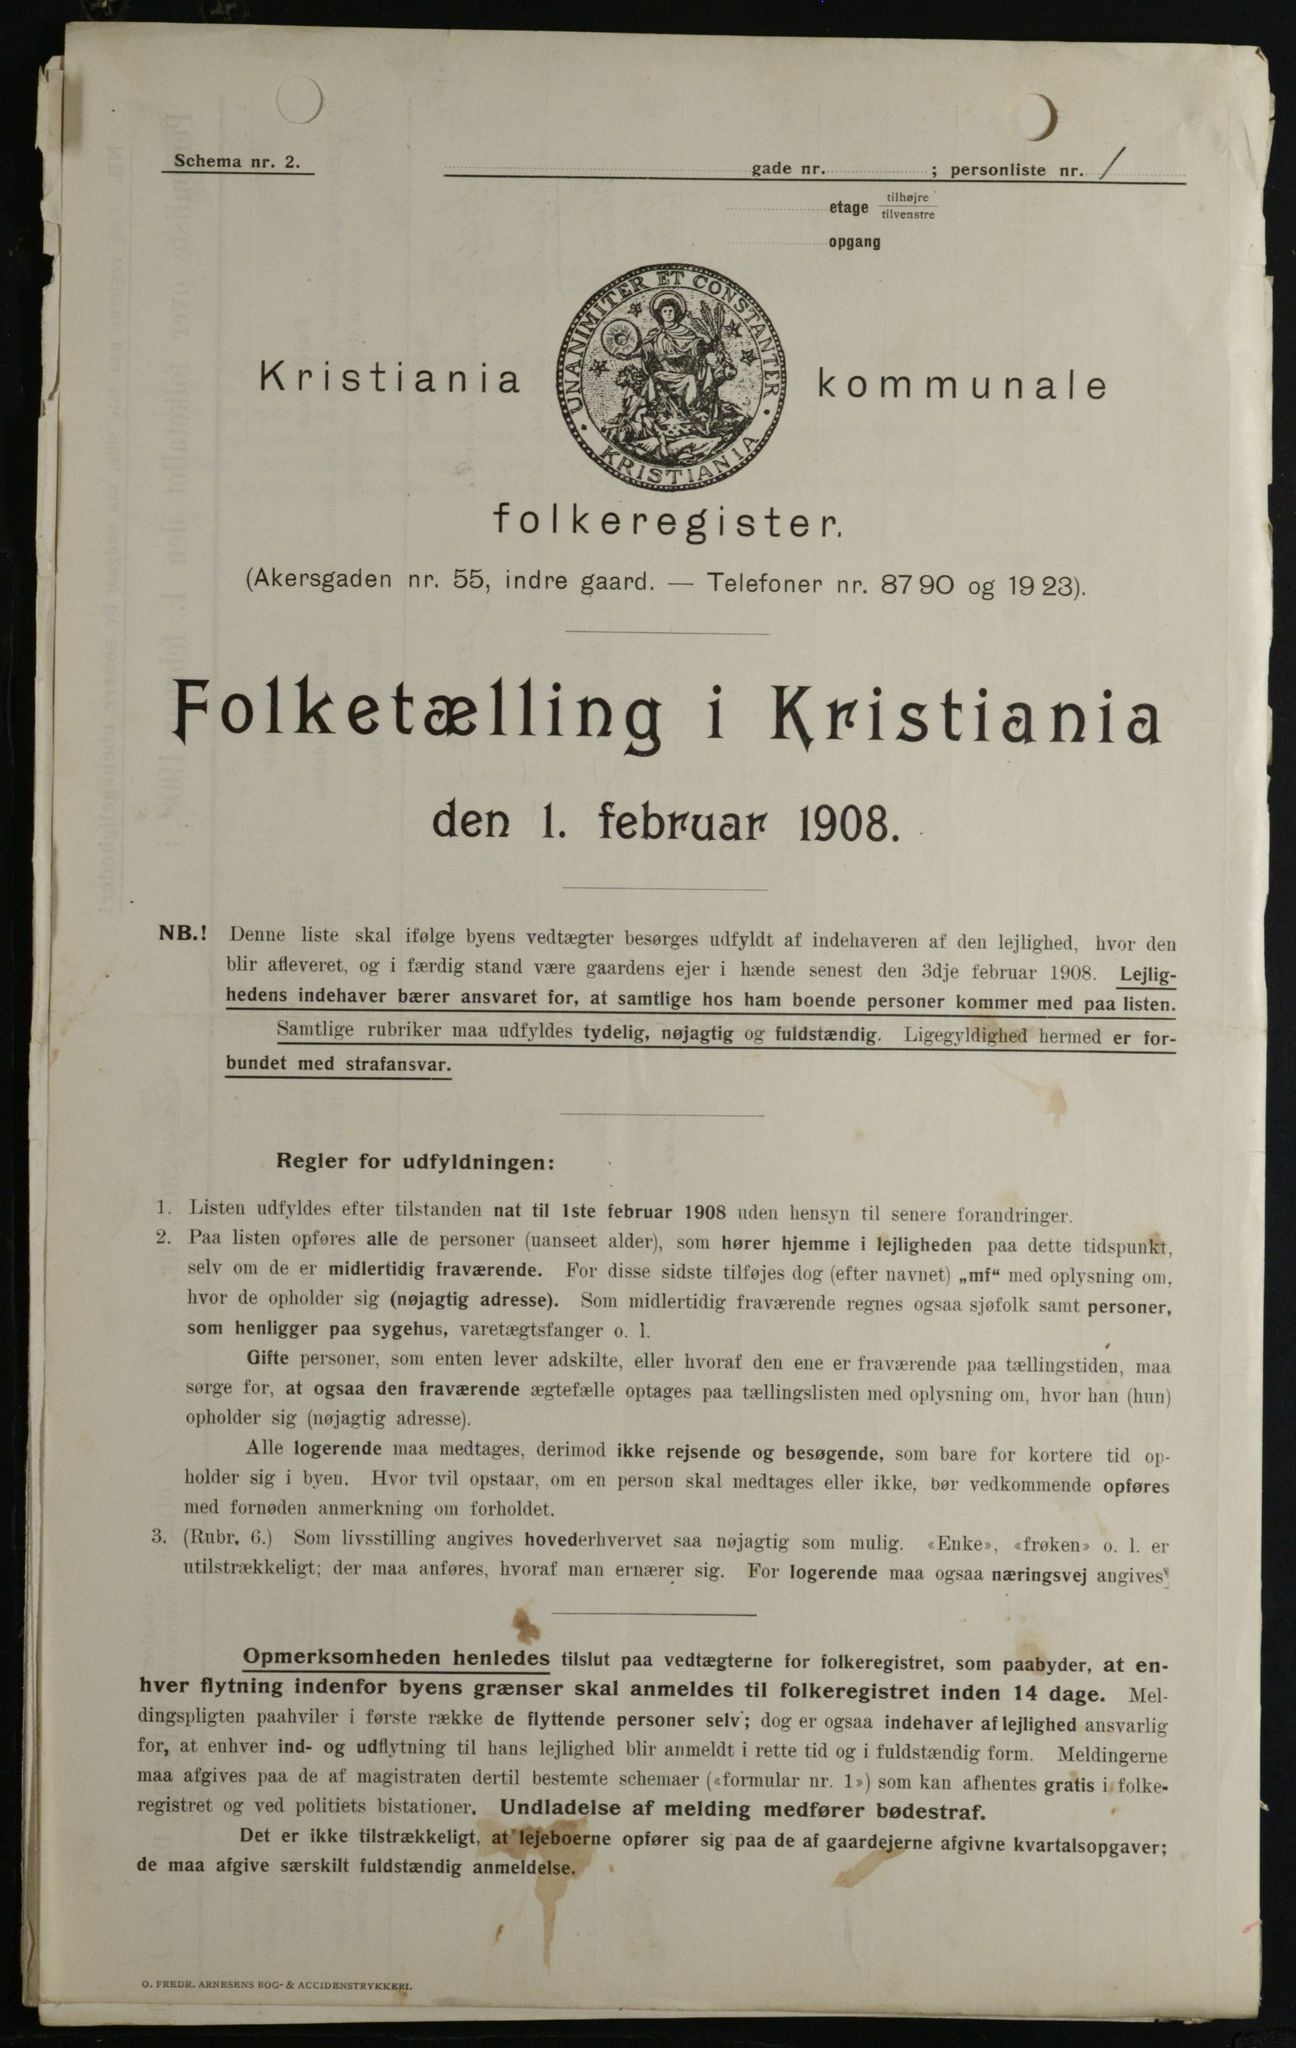 Schema nr. 2.
gade nr. ; personliste nr. 1
etage tilhøjre
tilvenstre
opgang
UNANIMITER ET CONSTANTER
KRISTIANIA
Kristiania kommunale
folkeregister.
(Akersgaden nr. 55, indre gaard. — Telefoner nr. 8790 og 1923).
Folketælling i Kristiania
den 1. februar 1908.
NB.! Denne liste skal ifølge byens vedtægter besørges udfyldt af indehaveren af den lejlighed, hvor den
blir afleveret, og i færdig stand være gaardens ejer i hænde senest den 3dje februar 1908. Lejlig-
hedens indehaver bærer ansvaret for, at samtlige hos ham boende personer kommer med paa listen.
Samtlige rubriker maa udfyldes tydelig, nøjagtig og fuldstændig. Ligegyldighed hermed er for-
bundet med strafansvar.
Regler for udfyldningen:
1. Listen udfyldes efter tilstanden nat til 1ste februar 1908 uden hensyn til senere forandringer.
2. Paa listen opføres alle de personer (uanseet alder), som hører hjemme i lejligheden paa dette tidspunkt,
selv om de er midlertidig fraværende. For disse sidste tilføjes dog (efter navnet) „mf“ med oplysning om,
hvor de opholder sig (nøjagtig adresse). Som midlertidig fraværende regnes ogsaa sjøfolk samt personer,
som henligger paa sygehus, varetægtsfanger o. l.
Gifte personer, som enten lever adskilte, eller hvoraf den ene er fraværende paa tællingstiden, maa
sørge for, at ogsaa den fraværende ægtefælle optages paa tællingslisten med oplysning om, hvor han (hun)
opholder sig (nøjagtig adresse).
Alle logerende maa medtages, derimod ikke rejsende og besøgende, som bare for kortere tid op-
holder sig i byen. Hvor tvil opstaar, om en person skal medtages eller ikke, bør vedkommende opføres
med fornøden anmerkning om forholdet.
3. (Rubr. 6.) Som livsstilling angives hovederhvervet saa nøjagtig som mulig. «Enke», «frøken» o. l. er
utilstrækkeligt; der maa anføres, hvoraf man ernærer sig. For logerende maa ogsaa næringsvej angives
Opmerksomheden henledes tilslut paa vedtægterne for folkeregistret, som paabyder, at en-
hver flytning indenfor byens grænser skal anmeldes til folkeregistret inden 14 dage. Mel-
dingspligten paahviler i første række de flyttende personer selv; dog er ogsaa indehaver af lejlighed ansvarlig
for, at enhver ind- og udflytning til hans lejlighed blir anmeldt i rette tid og i fuldstændig form. Meldingerne
maa afgives paa de af magistraten dertil bestemte schemaer («formular nr. 1») som kan afhentes gratis i folke-
registret og ved politiets bistationer. Undladelse af melding medfører bødestraf.
Det er ikke tilstrækkeligt, at lejeboerne opfører sig paa de af gaardejerne afgivne kvartalsopgaver;
de maa afgive særskilt fuldstændig anmeldelse.
O. FREDR. ARNESENS BOG- & ACCIDENSTRYKKERI.